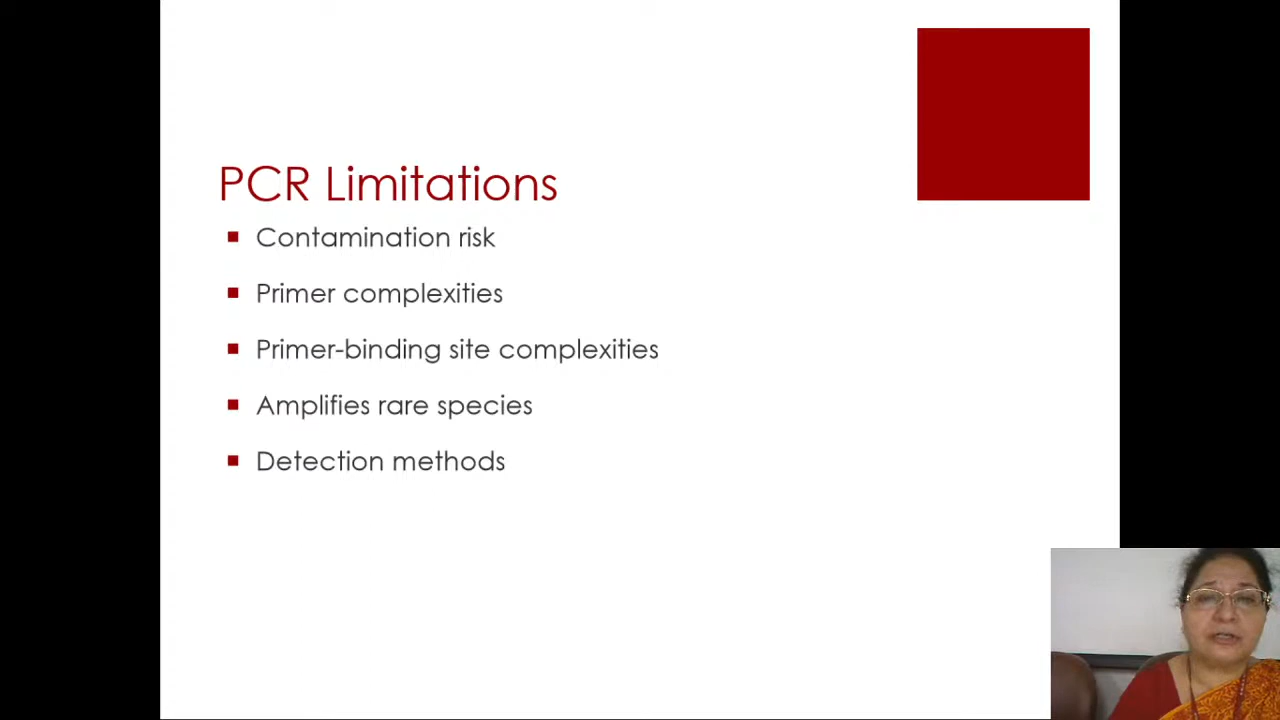 PCR Limitations
Contamination risk
Primer complexities
Primer-binding site complexities
Amplifies rare species
Detection methods